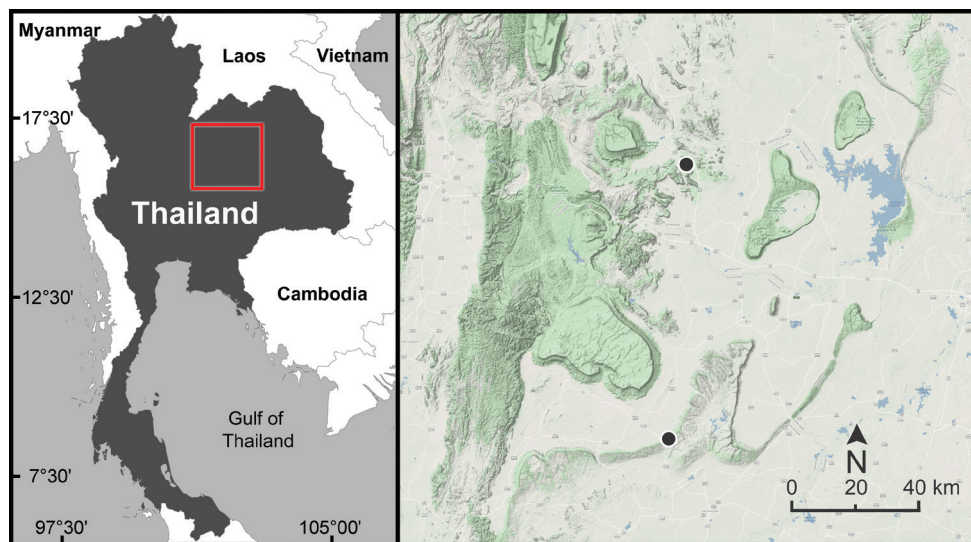 Myanmar
Laos
Vietnam
17°30'
Thailand
12°30'
Cambodia
Gulf of
Thailand
7°30'
97°30'
105°00'
N
0 20 40 km